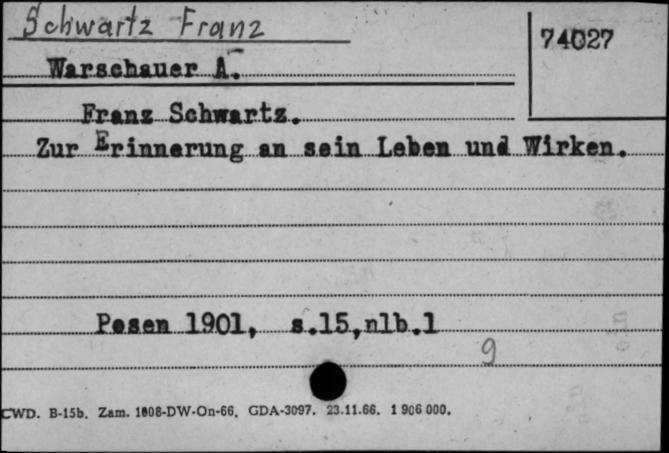 Schwartz Franz
74027
Warschauer A.
Franz Schwartz.
Zur Erinnerung an sein Leben und Wirken.
Posen 1901, s.15,nlb.1
9
CWD. B-15b. Zam. 1808-DW-On-66. GDA-3097. 23.11.66. 1 906 000.